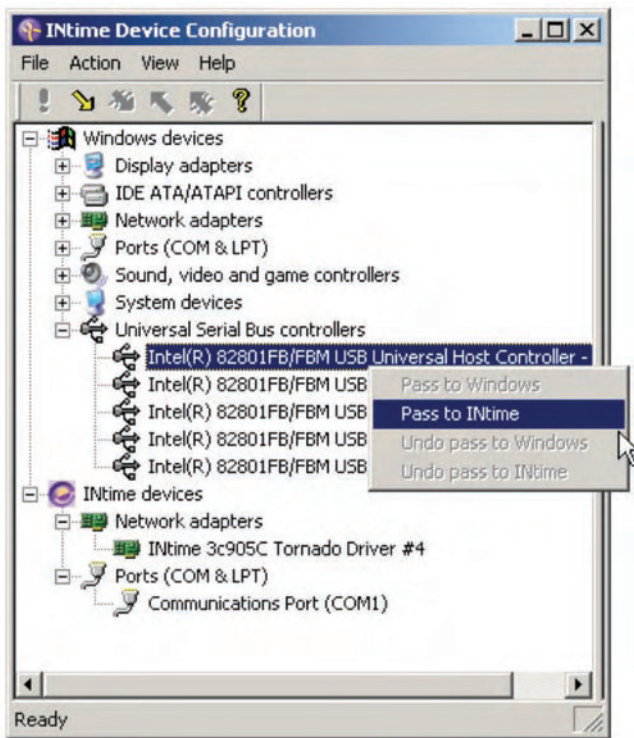 INtime Device Configuration
File Action View Help
Windows devices
Display adapters
IDE ATA/ATAPI controllers
Network adapters
Ports (COM & LPT)
Sound, video and game controllers
System devices
Universal Serial Bus controllers
Intel(R) 82801FB/FBM USB Universal Host Controller -
Intel(R) 82801FB/FBM USB
Pass to Windows
Intel(R) 82801FB/FBM USB
Pass to INtime
Intel(R) 82801FB/FBM USB
Undo pass to Windows
Intel(R) 82801FB/FBM USB
Undo pass to INtime
INtime devices
Network adapters
INtime 3c905C Tornado Driver #4
Ports (COM & LPT)
Communications Port (COM1)
Ready